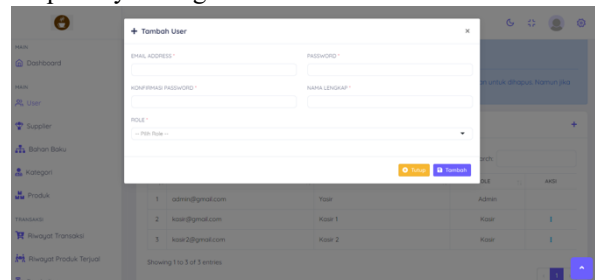 + Tambah User ×
EMAIL ADDRESS * PASSWORD *
KONFIRMASI PASSWORD * NAMA LENGKAP *
ROLE *
-- Pilih Role --
Tutup Tambah
MAIN
Dashboard
MAIN
User
Supplier
Bahan Baku
Kategori
Produk
TRANSAKSI
Riwayat Transaksi
Riwayat Produk Terjual
an untuk dihapus. Namun jika
+
arch:
OLE AKSI
1 admin@gmail.com Yasir Admin
2 kasir@gmail.com Kasir 1 Kasir
3 kasir2@gmail.com Kasir 2 Kasir
Showing 1 to 3 of 3 entries
1